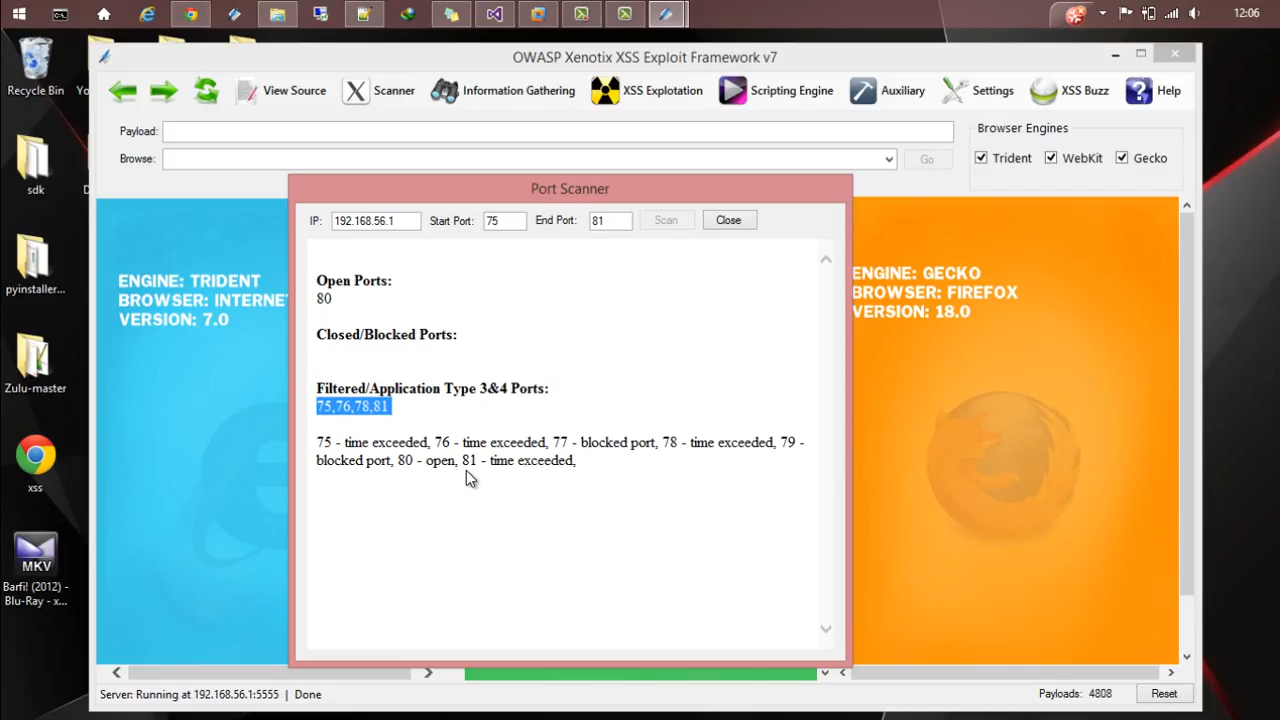 12:06
OWASP Xenotix XSS Exploit Framework v7
Recycle Bin
Yo
View Source
Scanner
Information Gathering
XSS Explotation
Scripting Engine
Auxiliary
Settings
XSS Buzz
Help
Payload:
Browser Engines
Browse:
Go
Trident
WebKit
Gecko
sdk
Port Scanner
IP: 192.168.56.1 Start Port: 75 End Port: 81 Scan Close
Open Ports:
80
Closed/Blocked Ports:
Filtered/Application Type 3&4 Ports:
75,76,78,81
75 - time exceeded, 76 - time exceeded, 77 - blocked port, 78 - time exceeded, 79 -
blocked port, 80 - open, 81 - time exceeded,
ENGINE: TRIDENT
BROWSER: INTERNE
VERSION: 7.0
ENGINE: GECKO
BROWSER: FIREFOX
VERSION: 18.0
pyinstaller...
Zulu-master
xss
MKV
Barfi! (2012) -
Blu-Ray - x...
Server: Running at 192.168.56.1:5555 | Done
Payloads: 4808
Reset